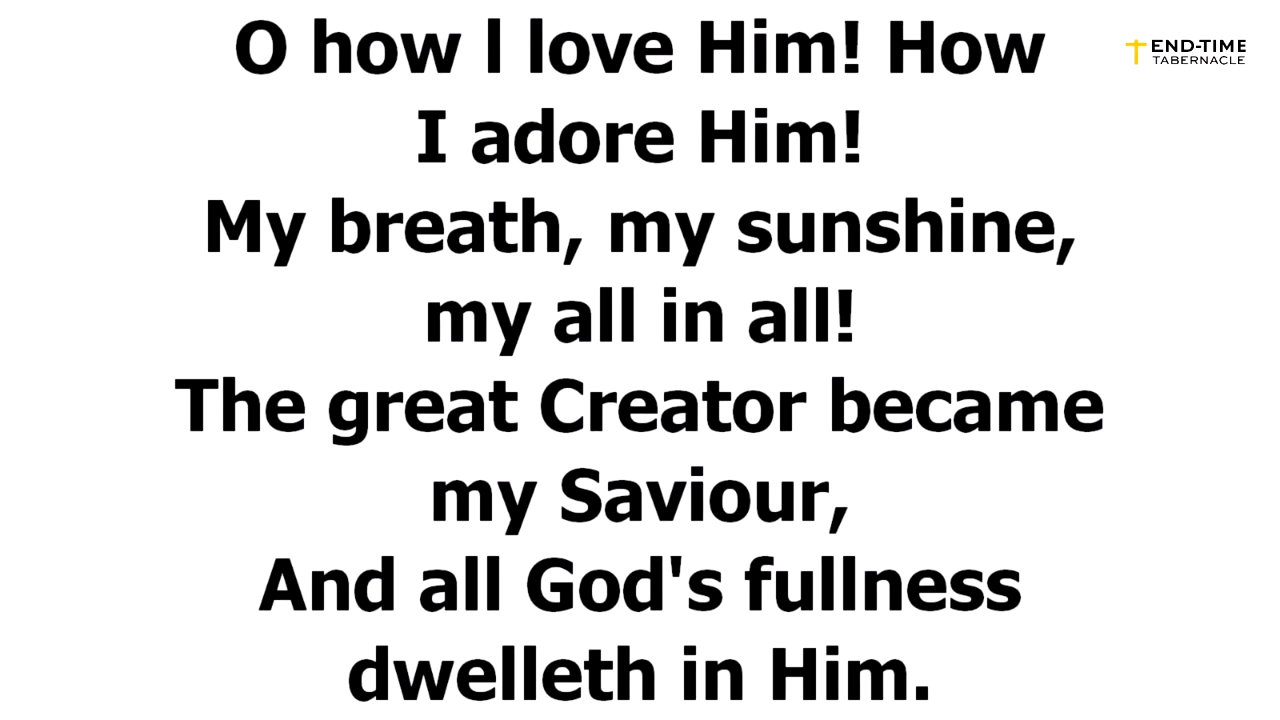 O how l love Him! How
I adore Him!
My breath, my sunshine,
my all in all!
The great Creator became
my Saviour,
And all God's fullness
dwelleth in Him.
END-TIME
TABERNACLE